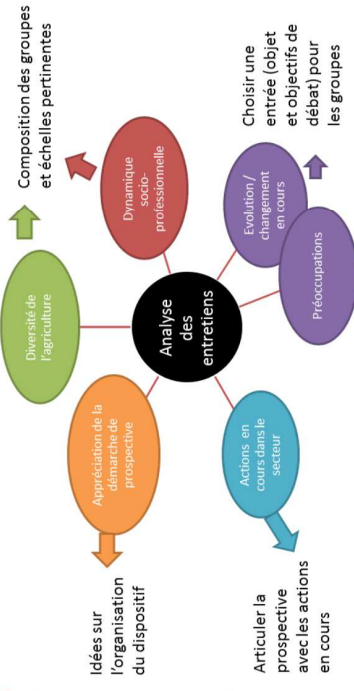 Composition des groupes
et échelles pertinentes
Choisir une
entrée (objet
et objectifs de
débat) pour
les groupes
Diversité de
l'agriculture
Dynamique
socio-
professionnelle
Evolution /
changement
en cours
Préoccupations
Analyse
des
entretiens
Appréciation de la
démarche de
prospective
Actions en
cours dans le
secteur
Idées sur
l'organisation
du dispositif
Articuler la
prospective
avec les actions
en cours